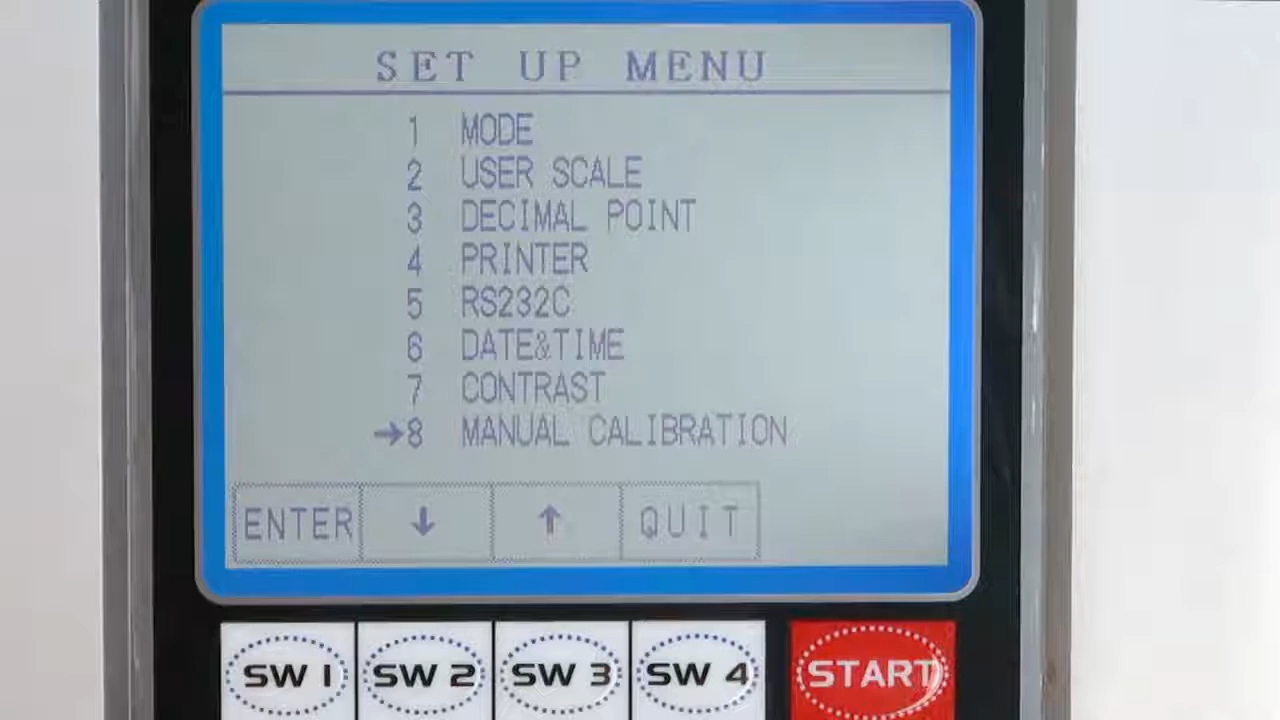 SET UP MENU
1 MODE
2 USER SCALE
3 DECIMAL POINT
4 PRINTER
5 RS232C
6 DATE&TIME
7 CONTRAST
→8 MANUAL CALIBRATION
ENTER ↓ ↑ QUIT
SW 1 SW 2 SW 3 SW 4 START